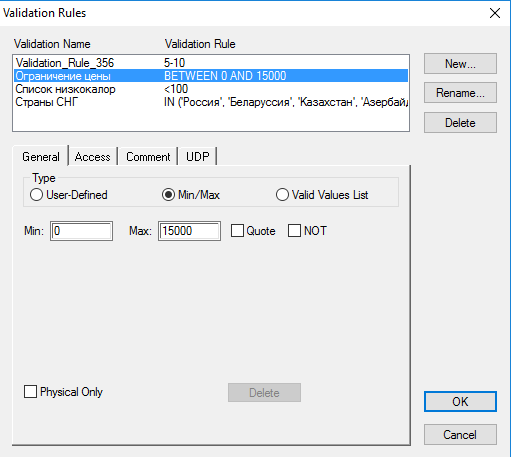 Validation Rules
Validation Name Validation Rule
Validation_Rule_356 5-10
Ограничение цены BETWEEN 0 AND 15000
Список низкокалор <100
Страны СНГ IN ('Россия', 'Беларуссия', 'Казахстан', 'Азербайд
New...
Rename...
Delete
General Access Comment UDP
Type
User-Defined Min/Max Valid Values List
Min: 0 Max: 15000 Quote NOT
Physical Only Delete
OK
Cancel